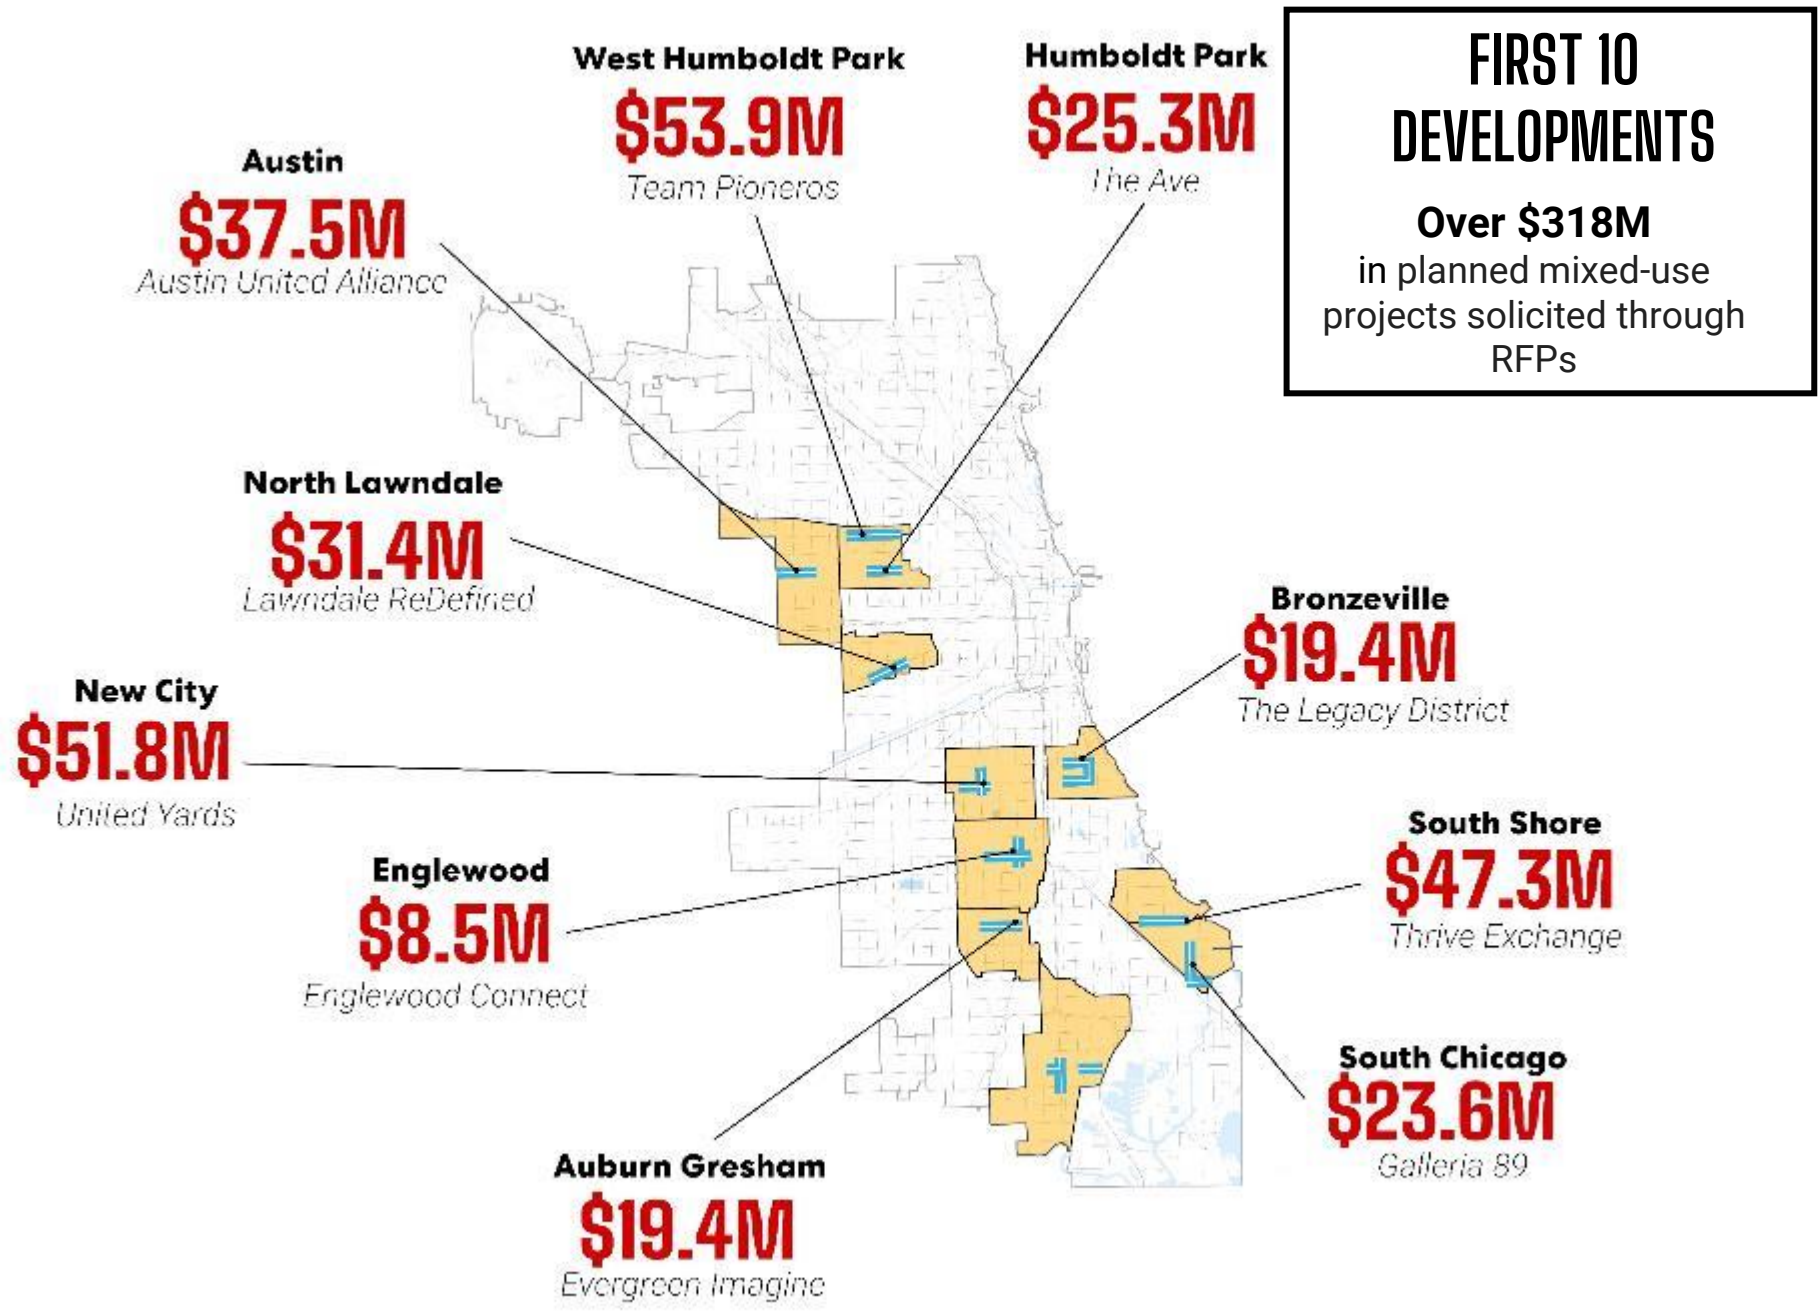 West Humboldt Park
$53.9M
Team Pioneros
Humboldt Park
$25.3M
The Ave
FIRST 10
DEVELOPMENTS
Over $318M
in planned mixed-use
projects solicited through
RFPs
Austin
$37.5M
Austin United Alliance
North Lawndale
$31.4M
Lawndale ReDefined
Bronzeville
$19.4M
The Legacy District
New City
$51.8M
United Yards
South Shore
$47.3M
Thrive Exchange
Englewood
$8.5M
Englewood Connect
South Chicago
$23.6M
Galleria 89
Auburn Gresham
$19.4M
Evergreen Imagine